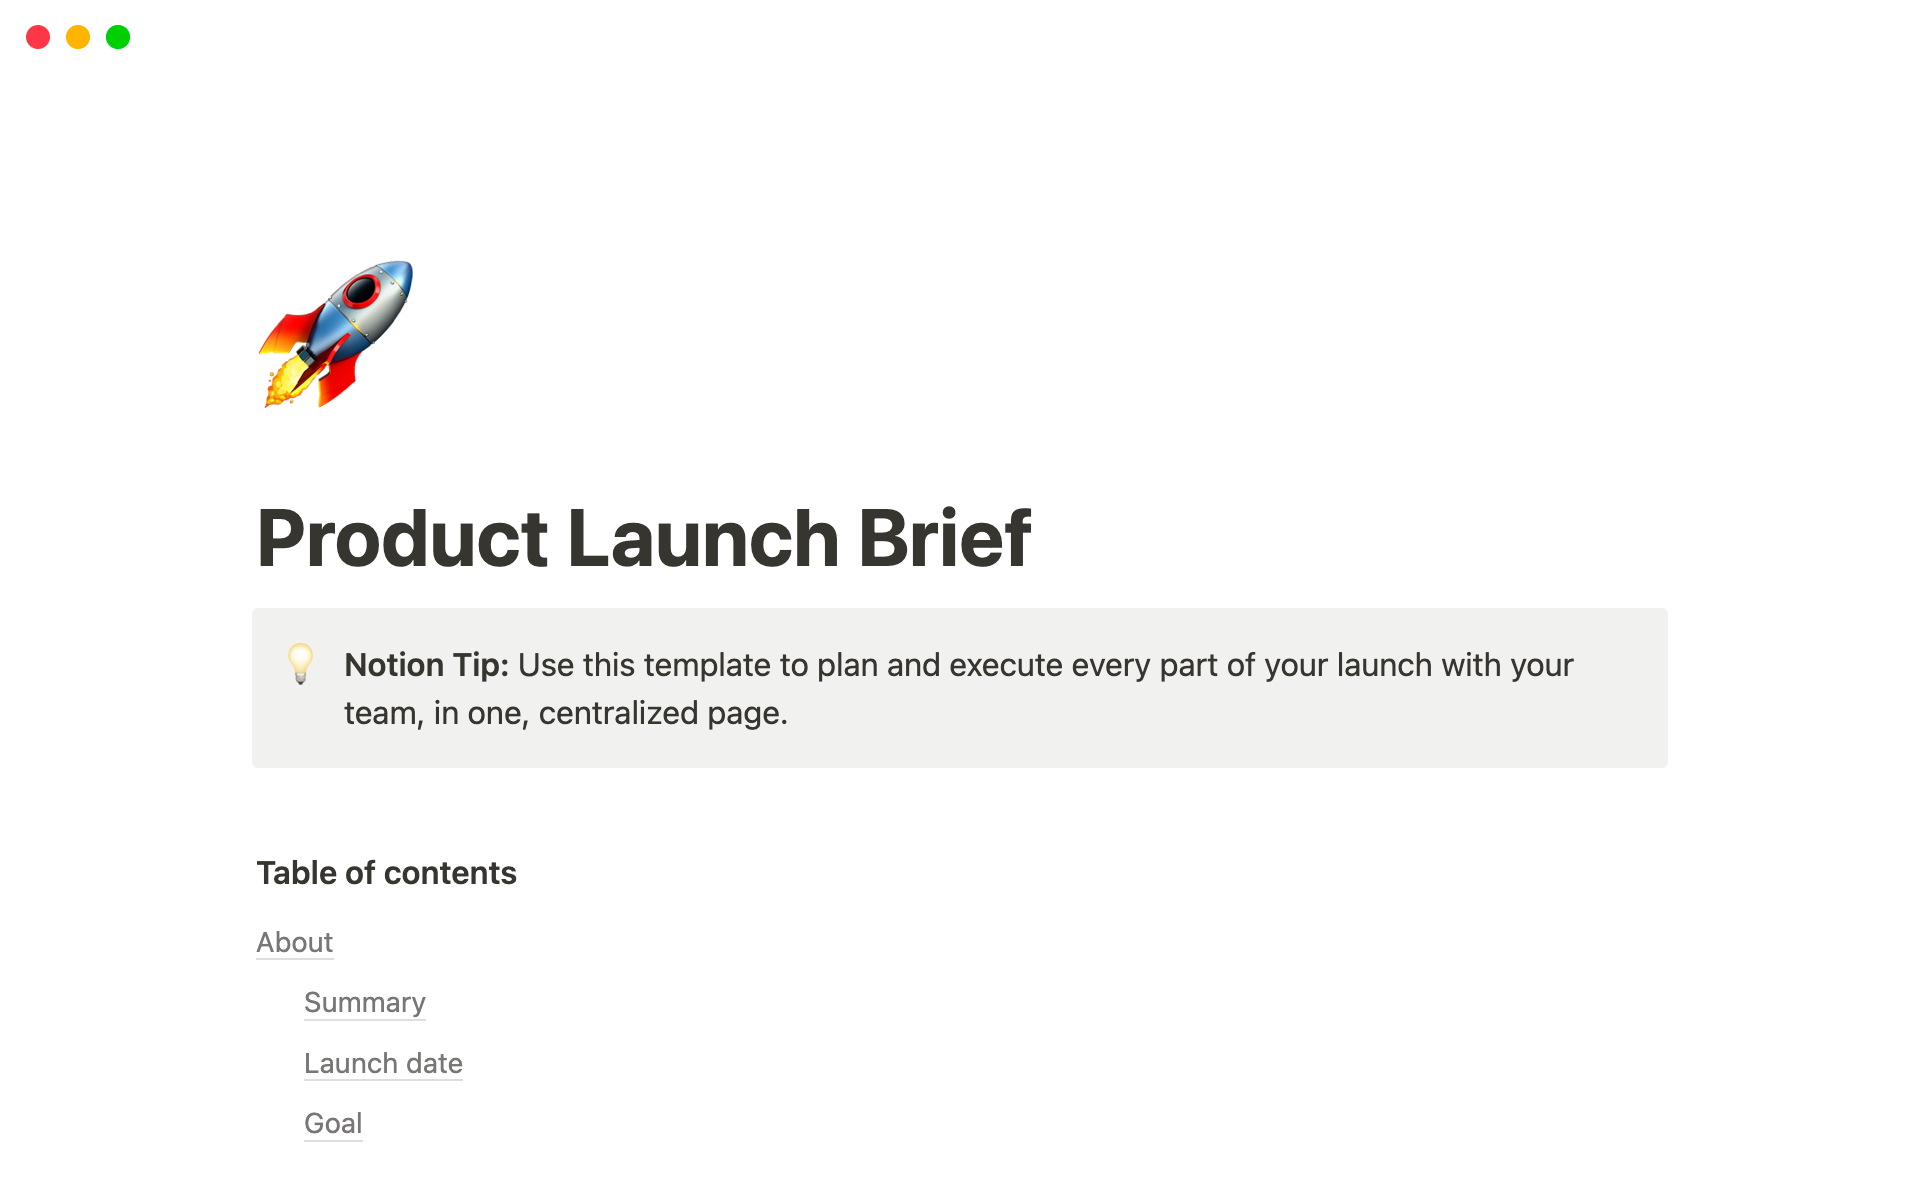 Product Launch Brief
Notion Tip: Use this template to plan and execute every part of your launch with your
team, in one, centralized page.
Table of contents
About
Summary
Launch date
Goal